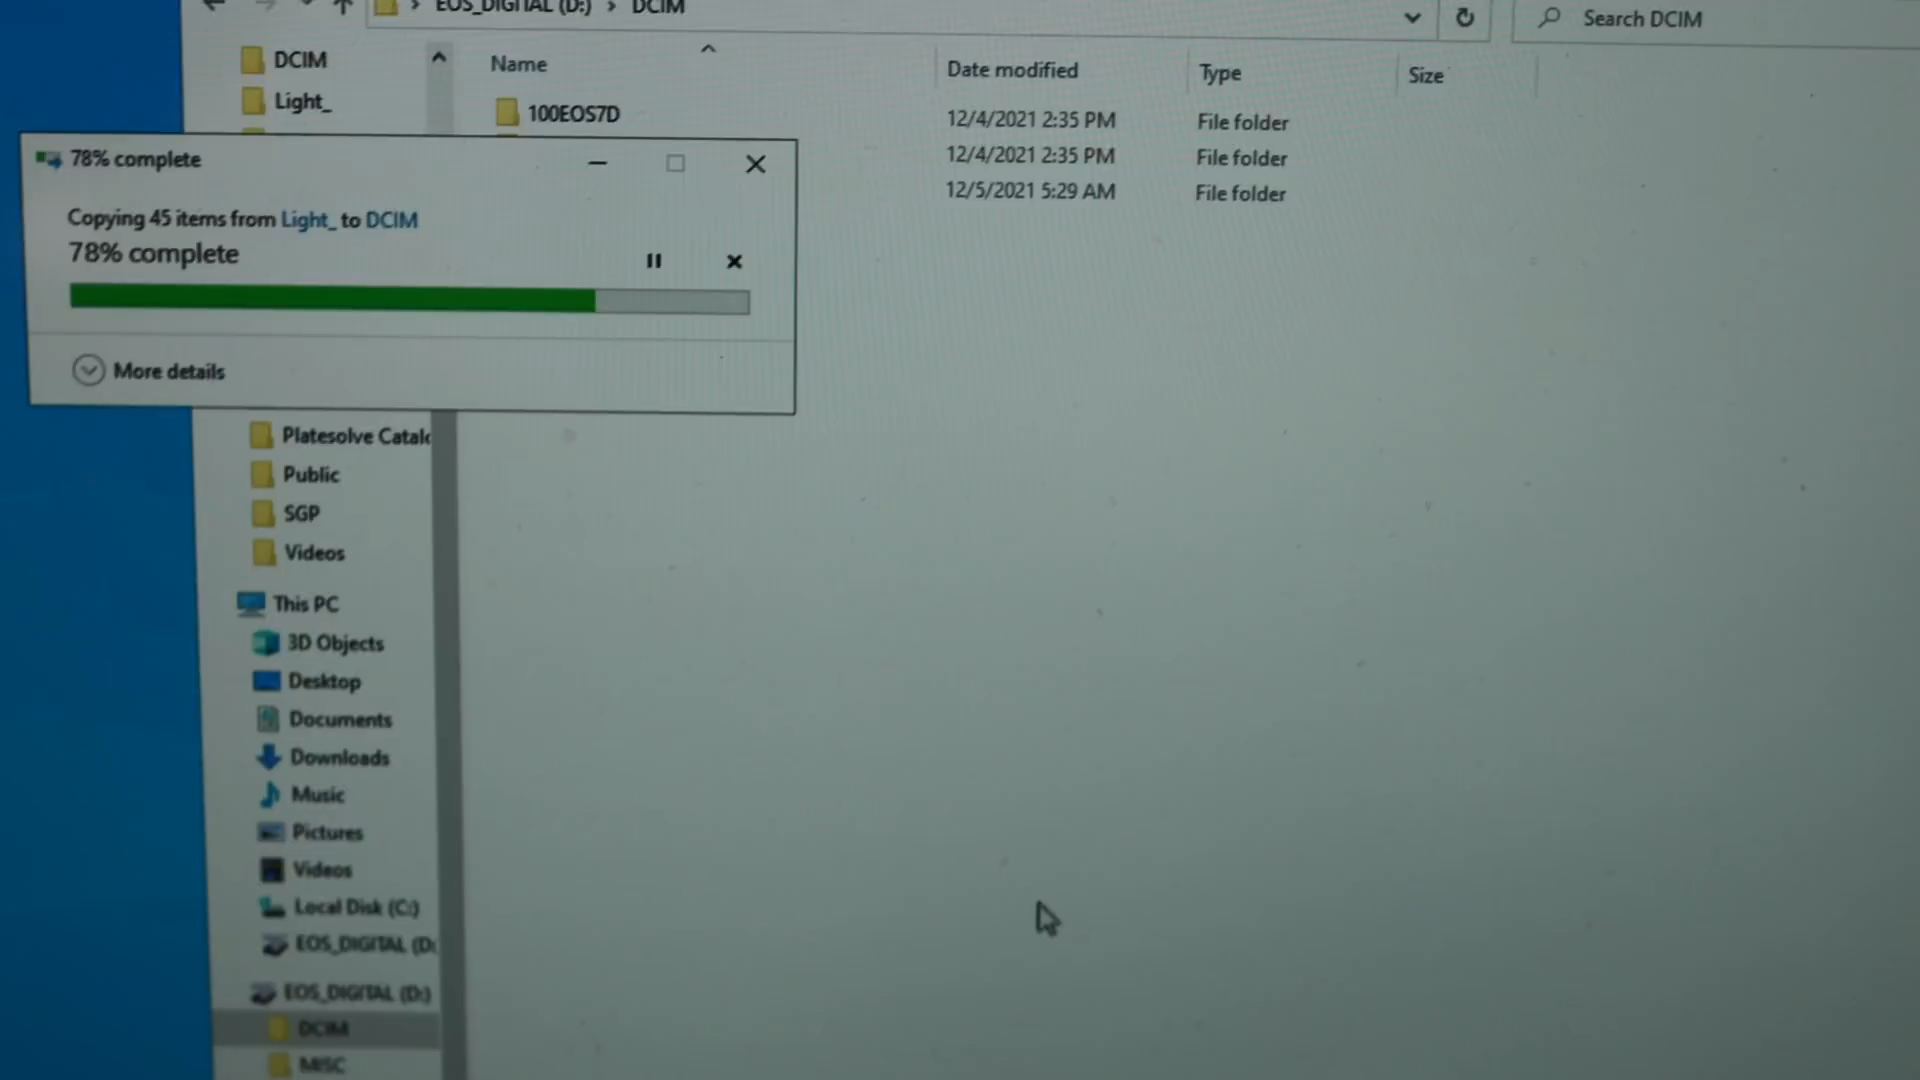 EOS_DIGITAL (D:) > DCIM
Search DCIM
DCIM
Light_
Name
Date modified
Type
Size
100EOS7D
12/4/2021 2:35 PM
File folder
12/4/2021 2:35 PM
File folder
12/5/2021 5:29 AM
File folder
78% complete
Copying 45 items from Light_ to DCIM
78% complete
More details
Platesolve Catalo
Public
SGP
Videos
This PC
3D Objects
Desktop
Documents
Downloads
Music
Pictures
Videos
Local Disk (C:)
EOS_DIGITAL (D:
EOS_DIGITAL (D:)
DCIM
MISC